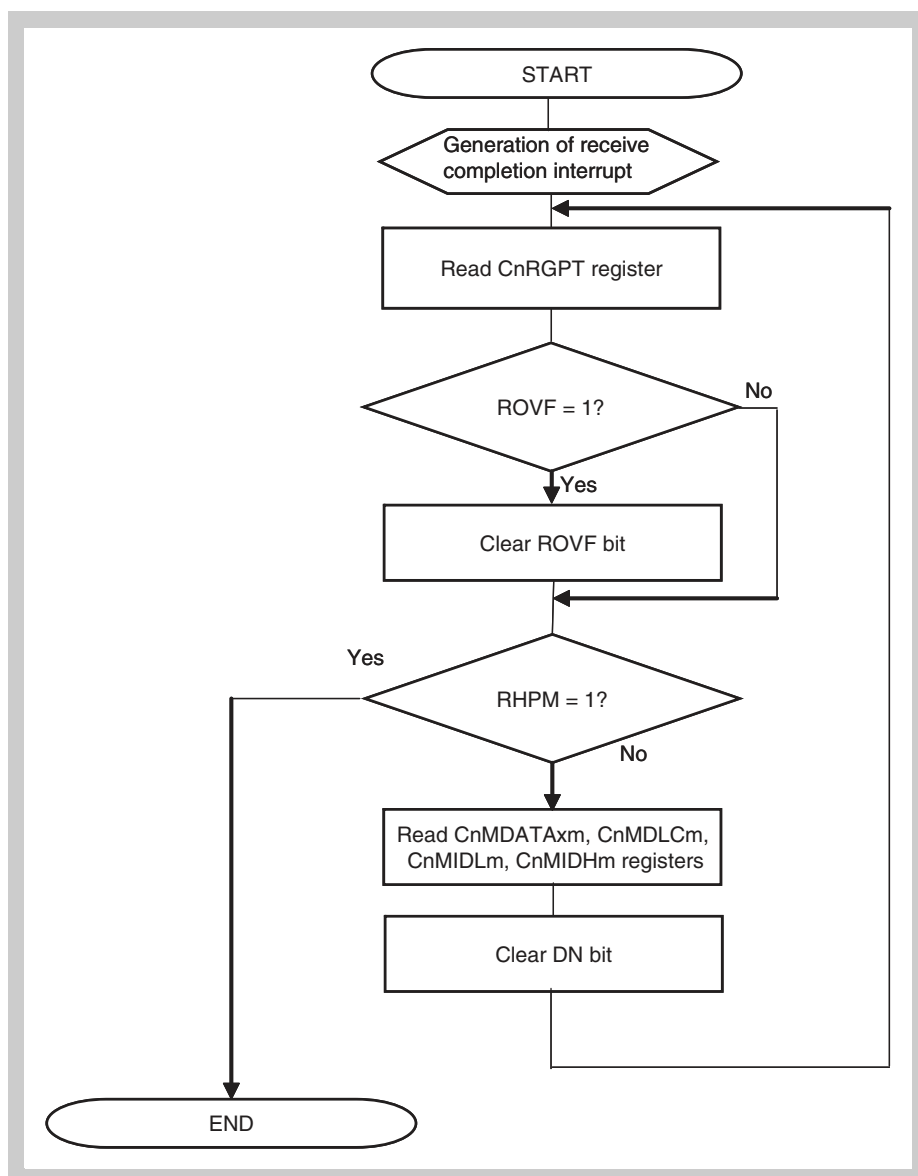 START
Generation of receive
completion interrupt
Read CnRGPT register
ROVF = 1?
No
Yes
Clear ROVF bit
Yes
RHPM = 1?
No
Read CnMDATAxm, CnMDLCm,
CnMIDLm, CnMIDHm registers
Clear DN bit
END